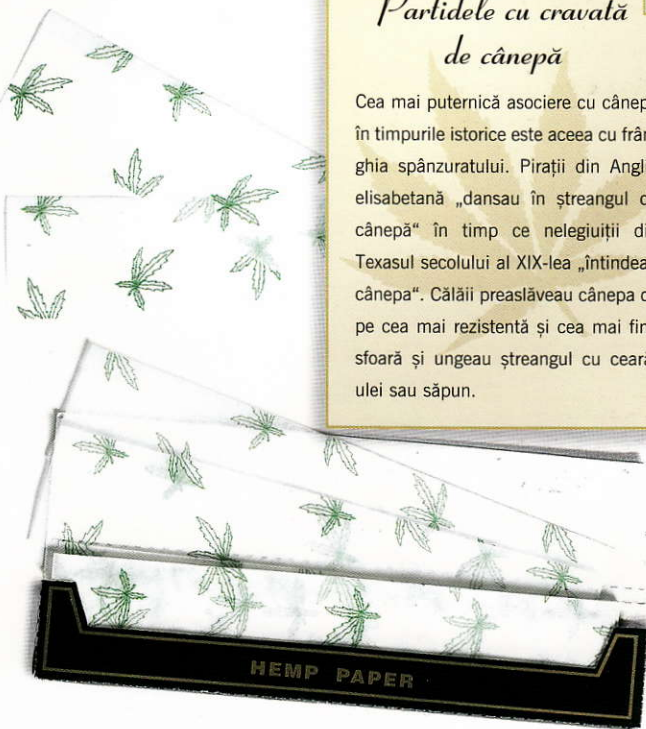 Partidele cu cravată
de cânepă
Cea mai puternică asociere cu cânep
în timpurile istorice este aceea cu frân
ghia spânzuratului. Pirații din Angli
elisabetană „dansau în ștreangul d
cânepă“ în timp ce nelegiuiții di
Texasul secolului al XIX-lea „întindea
cânepa“. Călăii preaslăveau cânepa c
pe cea mai rezistentă și cea mai fin
sfoară și ungeau ștreangul cu ceară
ulei sau săpun.
HEMP PAPER